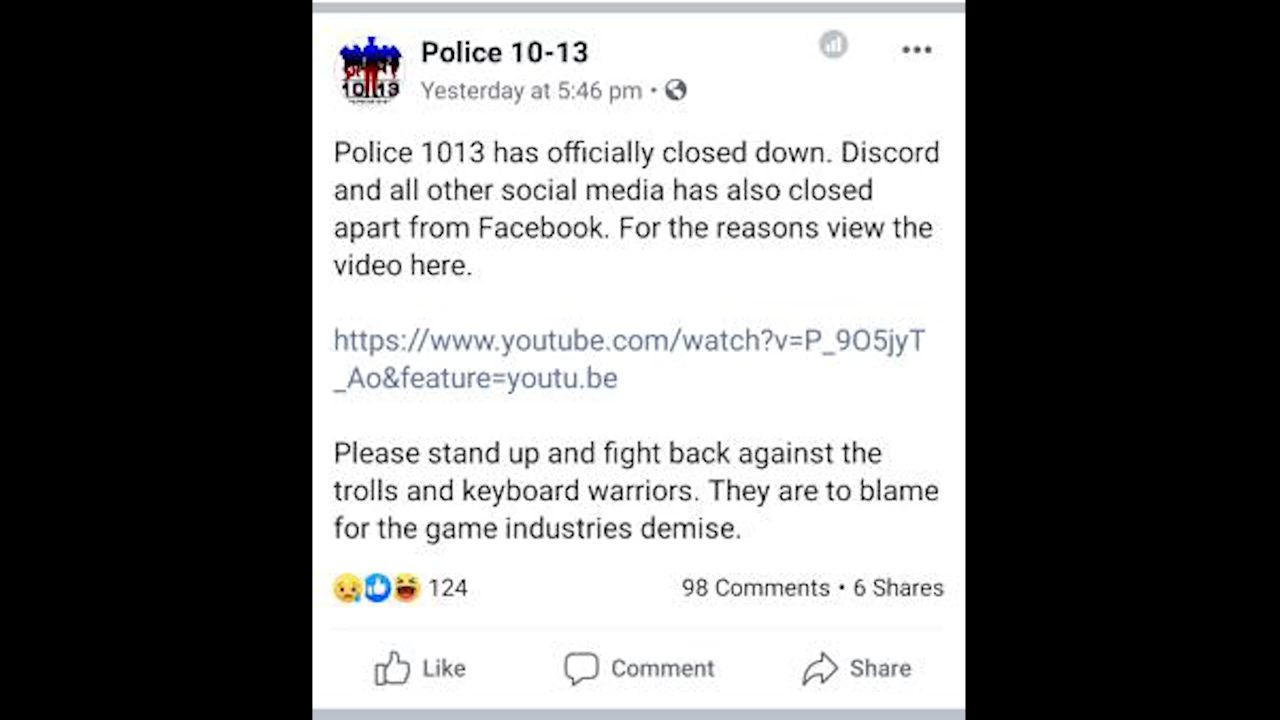 10 13
Police 10-13
Yesterday at 5:46 pm •
Police 1013 has officially closed down. Discord
and all other social media has also closed
apart from Facebook. For the reasons view the
video here.
https://www.youtube.com/watch?v=P_9O5jyT
_Ao&feature=youtu.be
Please stand up and fight back against the
trolls and keyboard warriors. They are to blame
for the game industries demise.
124
98 Comments • 6 Shares
Like
Comment
Share